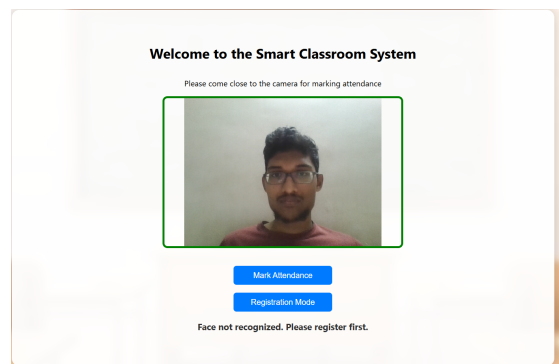 Welcome to the Smart Classroom System
Please come close to the camera for marking attendance
Mark Attendance
Registration Mode
Face not recognized. Please register first.